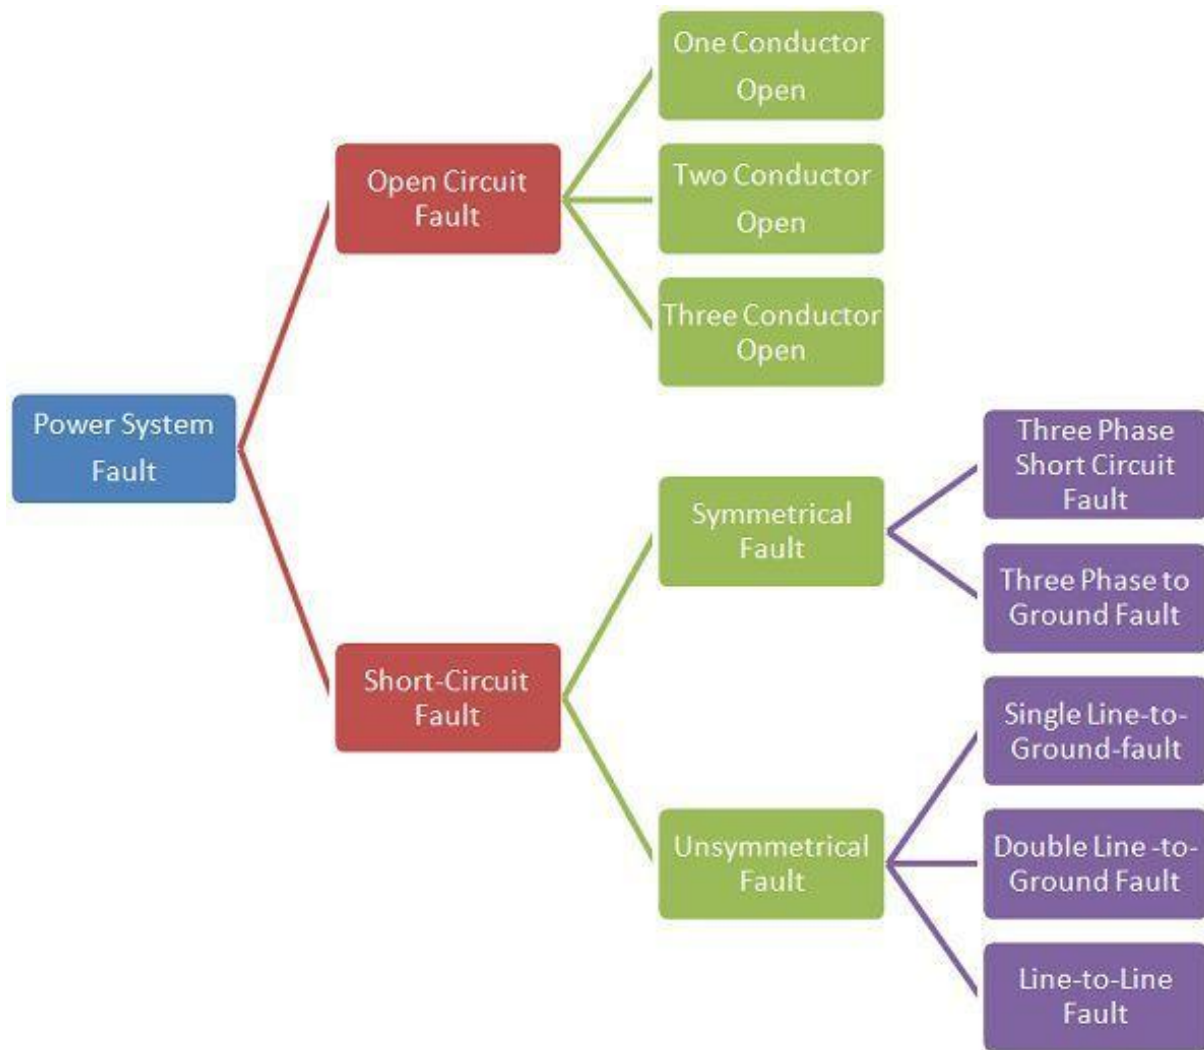 Power System
Fault
Open Circuit
Fault
One Conductor
Open
Two Conductor
Open
Three Conductor
Open
Short-Circuit
Fault
Symmetrical
Fault
Three Phase
Short Circuit
Fault
Three Phase to
Ground Fault
Unsymmetrical
Fault
Single Line-to-
Ground-fault
Double Line -to-
Ground Fault
Line-to-Line
Fault